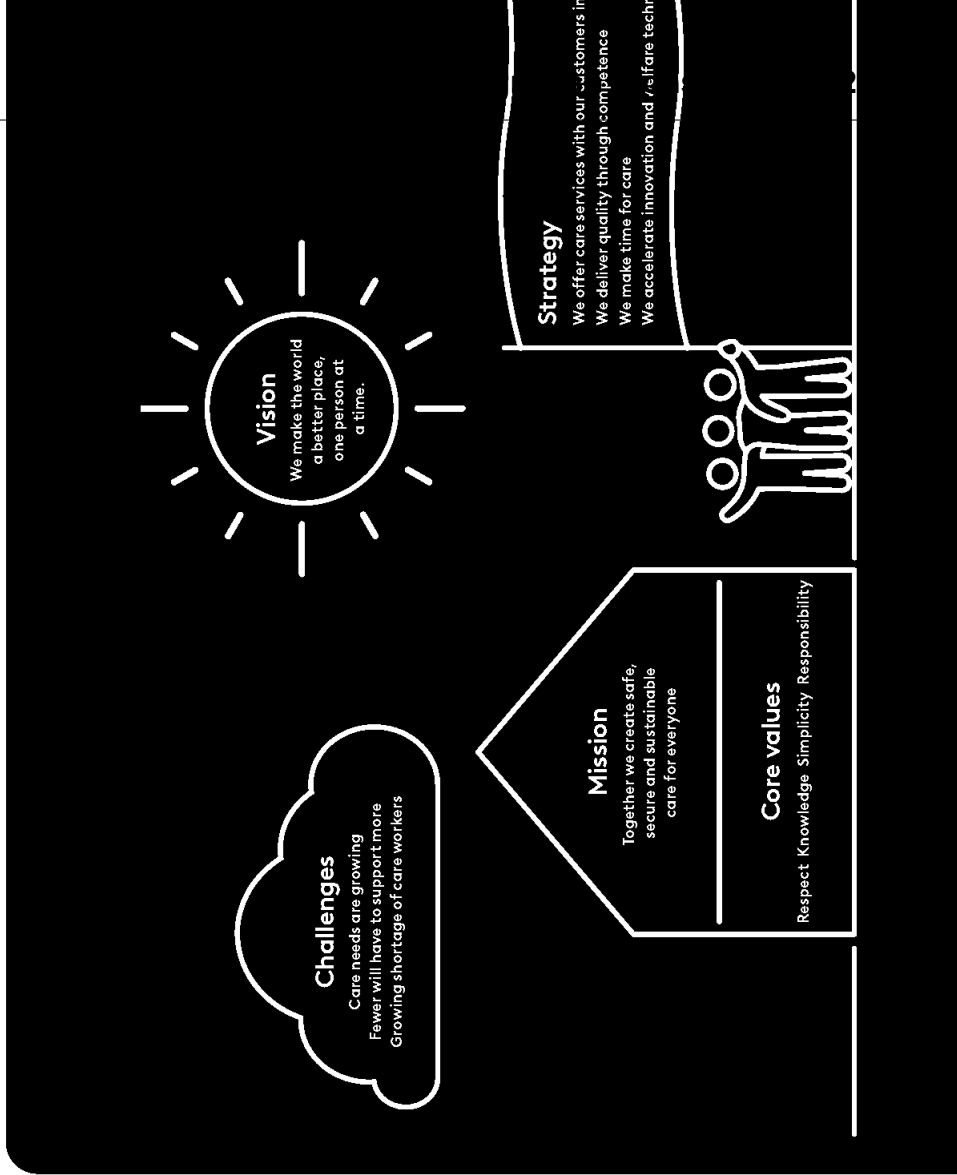 Challenges
Care needs are growing
Fewer will have to support more
Growing shortage of care workers
Vision
We make the world
a better place,
one person at
a time.
Mission
Together we create safe,
secure and sustainable
care for everyone
Core values
Respect Knowledge Simplicity Responsibility
Strategy
We offer care services with our customers in
We deliver quality through competence
We make time for care
We accelerate innovation and welfare